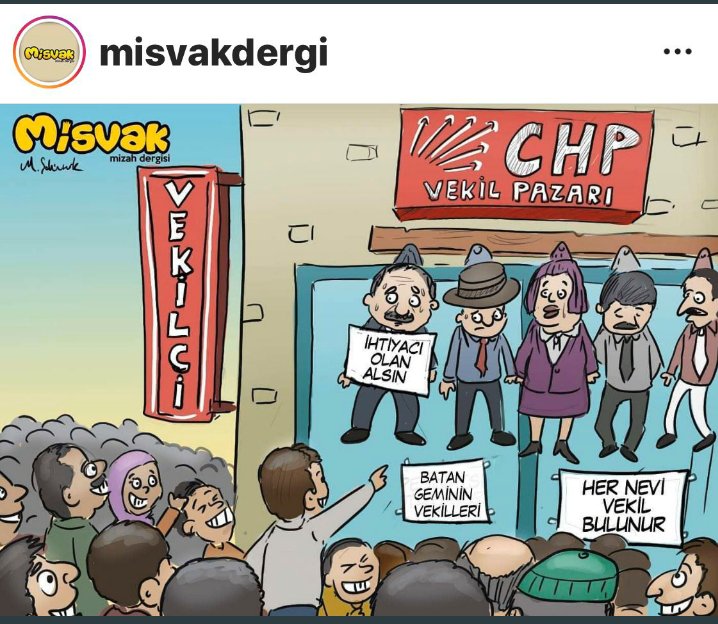 misvakdergi
Misvak
mizah dergisi
VEKİLÇİ
CHP
VEKİL PAZARI
İHTİYACI
OLAN
ALSIN
BATAN
GEMİNİN
VEKİLLERİ
HER NEVİ
VEKİL
BULUNUR